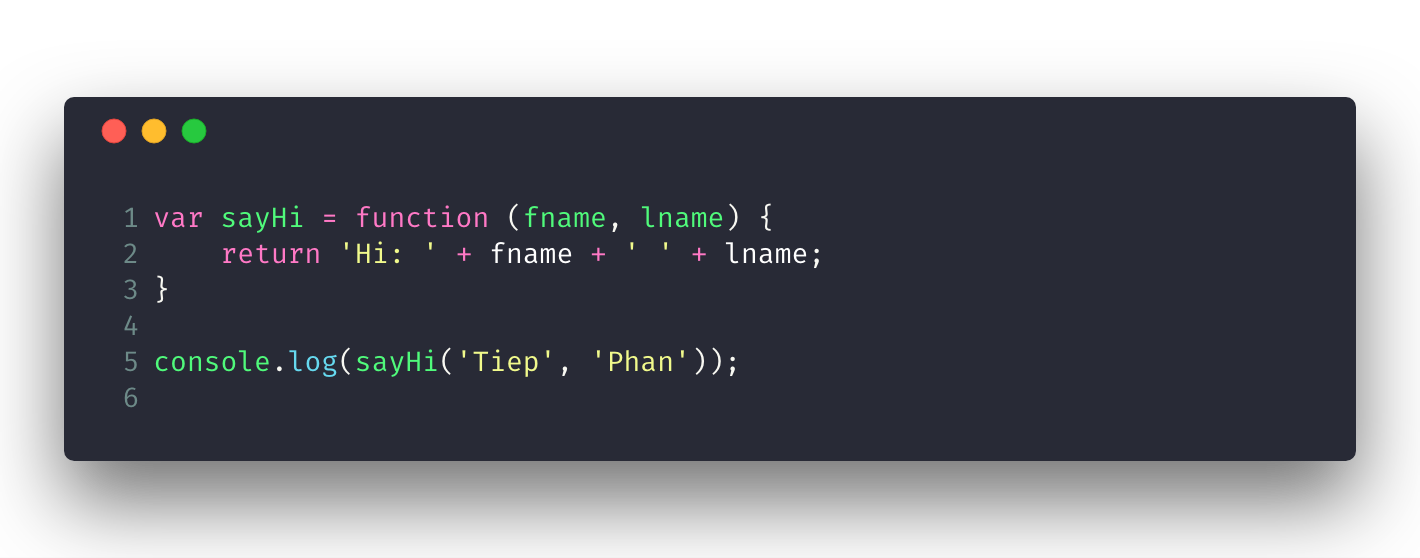 1 var sayHi = function (fname, lname) {
2     return 'Hi: ' + fname + ' ' + lname;
3 }
4
5 console.log(sayHi('Tiep', 'Phan'));
6